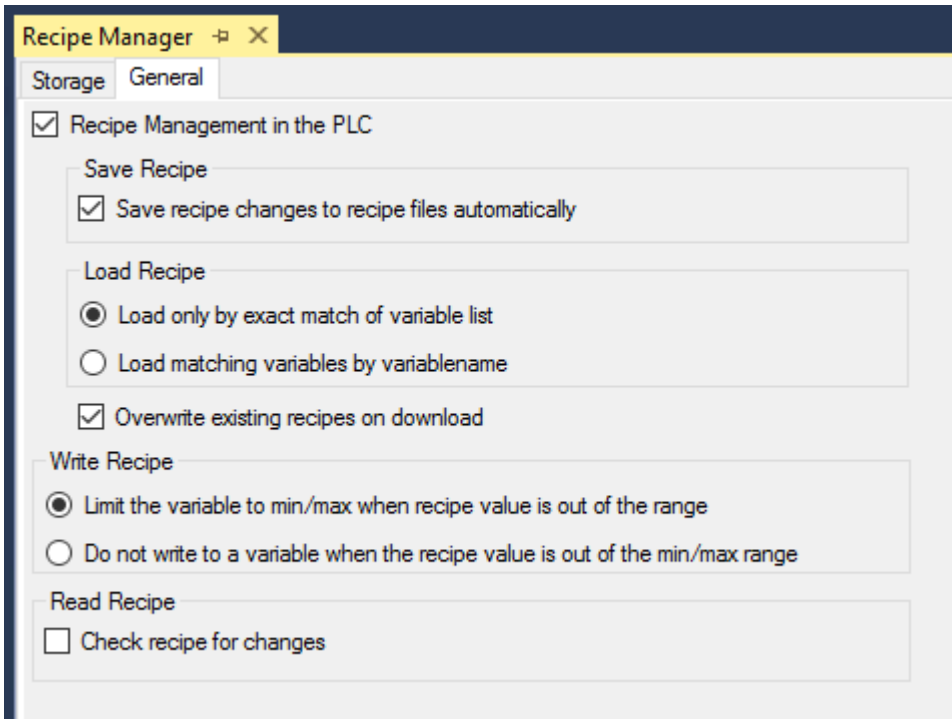 Recipe Manager
Storage General
Recipe Management in the PLC
Save Recipe
Save recipe changes to recipe files automatically
Load Recipe
Load only by exact match of variable list
Load matching variables by variablename
Overwrite existing recipes on download
Write Recipe
Limit the variable to min/max when recipe value is out of the range
Do not write to a variable when the recipe value is out of the min/max range
Read Recipe
Check recipe for changes